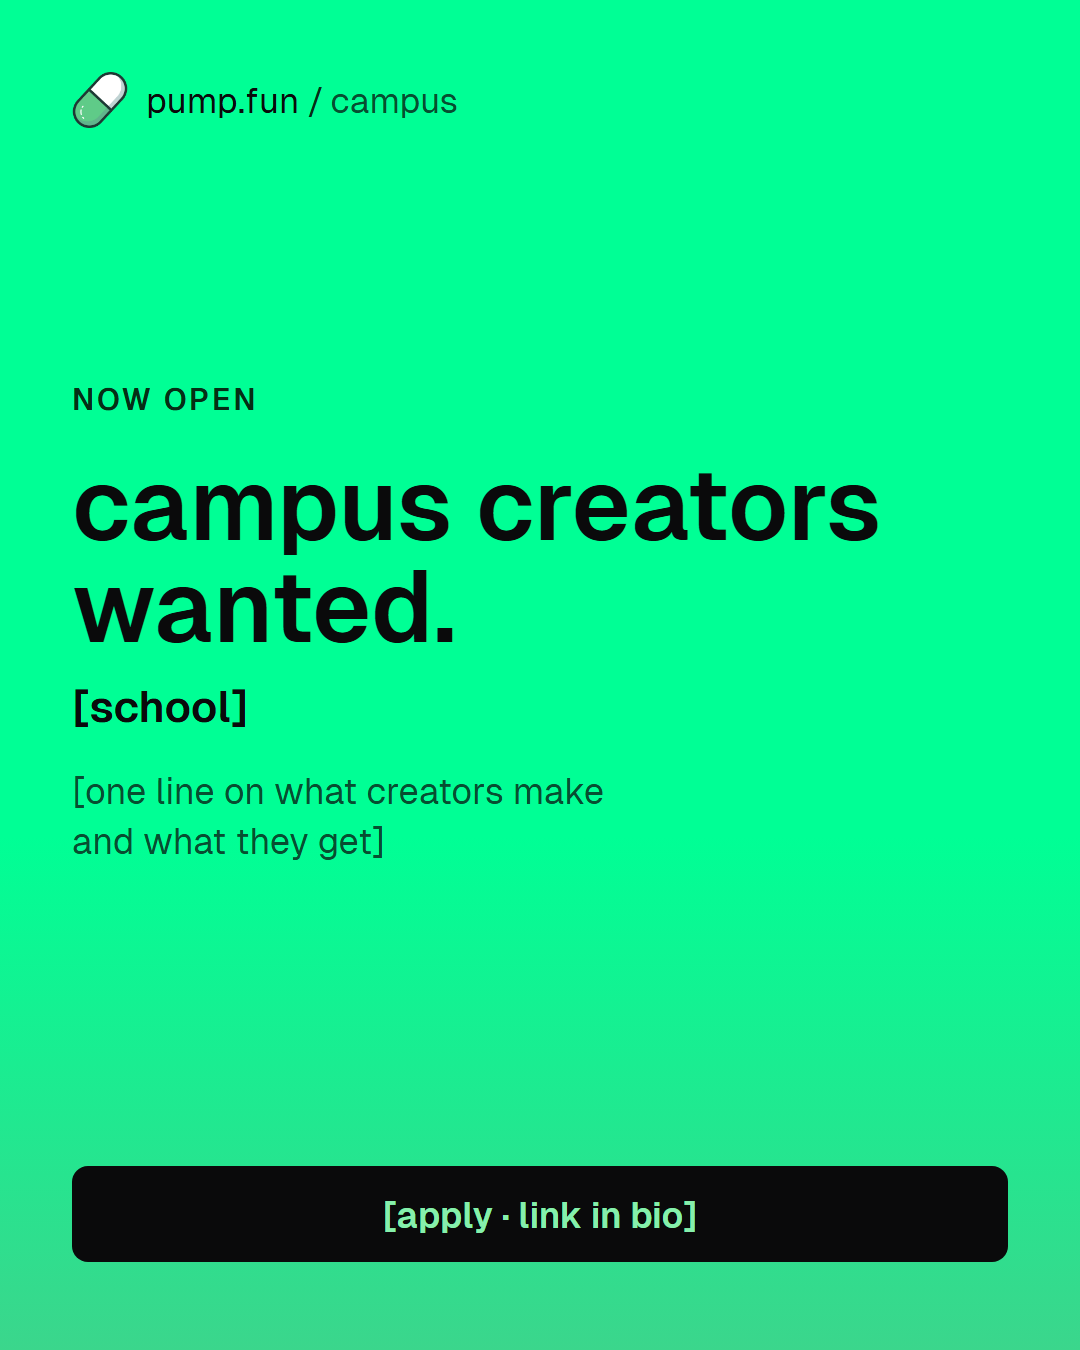 pump.fun / campus
NOW OPEN
campus creators
wanted.
[school]
[one line on what creators make
and what they get]
[apply · link in bio]